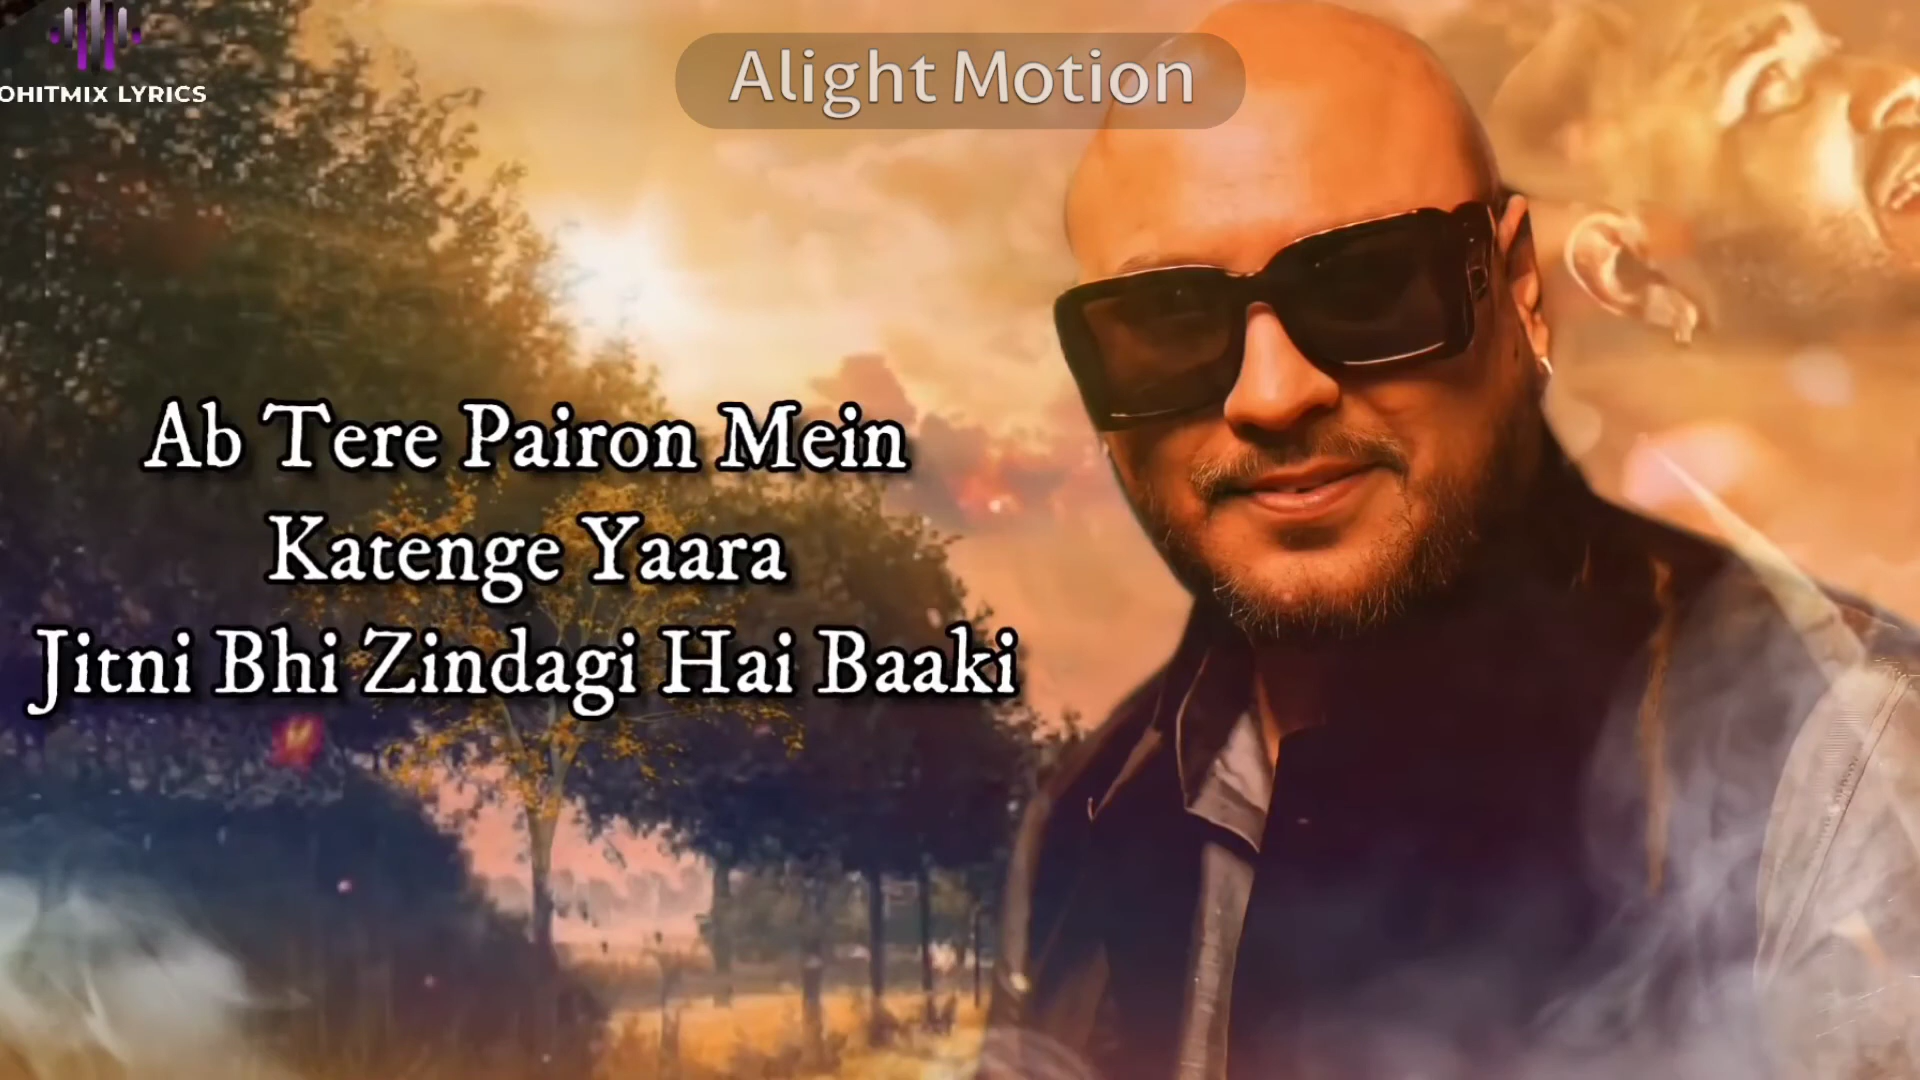 Alight Motion
OHITMIX LYRICS
Ab Tere Pairon Mein
Katenge Yaara
Jitni Bhi Zindagi Hai Baaki